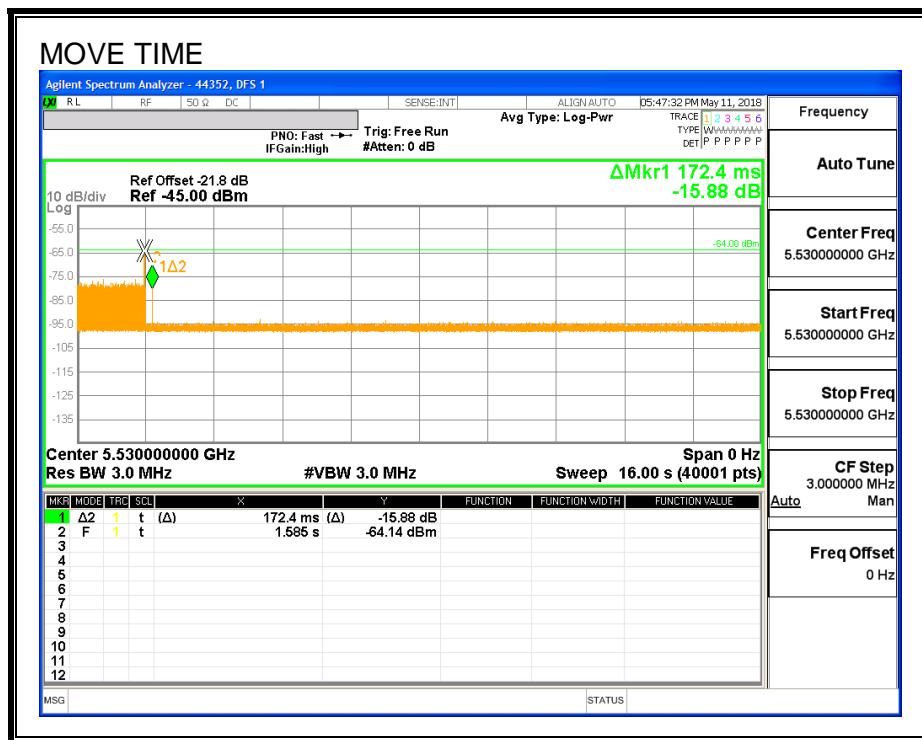 MOVE TIME
Agilent Spectrum Analyzer - 44352, DFS 1
LXI RL RF 50 Ω DC SENSE:INT ALIGN AUTO 05:47:32 PM May 11, 2018
Frequency
PNO: Fast Trig: Free Run Avg Type: Log-Pwr TRACE 1 2 3 4 5 6
IFGain:High #Atten: 0 dB TYPE W
DET P P P P P P
Auto Tune
ΔMkr1 172.4 ms
-15.88 dB
Ref Offset -21.8 dB
10 dB/div Ref -45.00 dBm
Log
-55.0
-64.00 dBm
-65.0
1Δ2
-75.0
-85.0
-95.0
-105
-115
-125
-135
Center Freq
5.530000000 GHz
Start Freq
5.530000000 GHz
Stop Freq
5.530000000 GHz
Center 5.530000000 GHz Span 0 Hz
Res BW 3.0 MHz #VBW 3.0 MHz Sweep 16.00 s (40001 pts)
CF Step
3.000000 MHz
Auto Man
MKR MODE TRC SCL X Y FUNCTION FUNCTION WIDTH FUNCTION VALUE
1 Δ2 1 t (Δ) 172.4 ms (Δ) -15.88 dB
2 F 1 t 1.585 s -64.14 dBm
3
4
5
6
7
8
9
10
11
12
Freq Offset
0 Hz
MSG STATUS